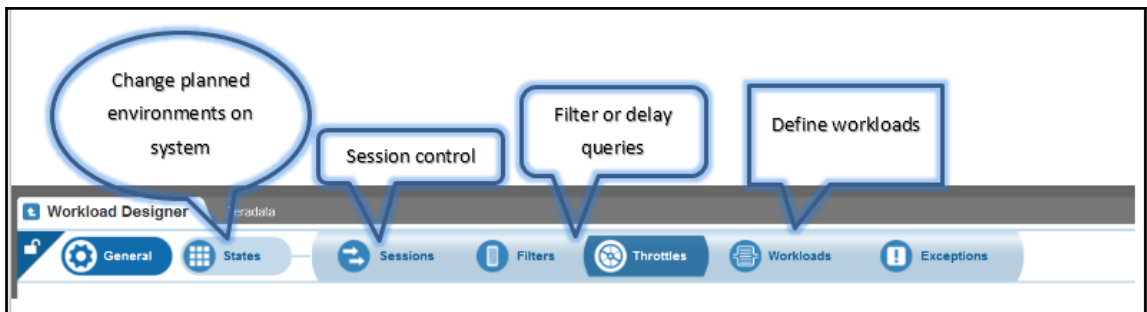 Change planned
environments on
system
Session control
Filter or delay
queries
Define workloads
Workload Designer
General
States
Sessions
Filters
Throttles
Workloads
Exceptions